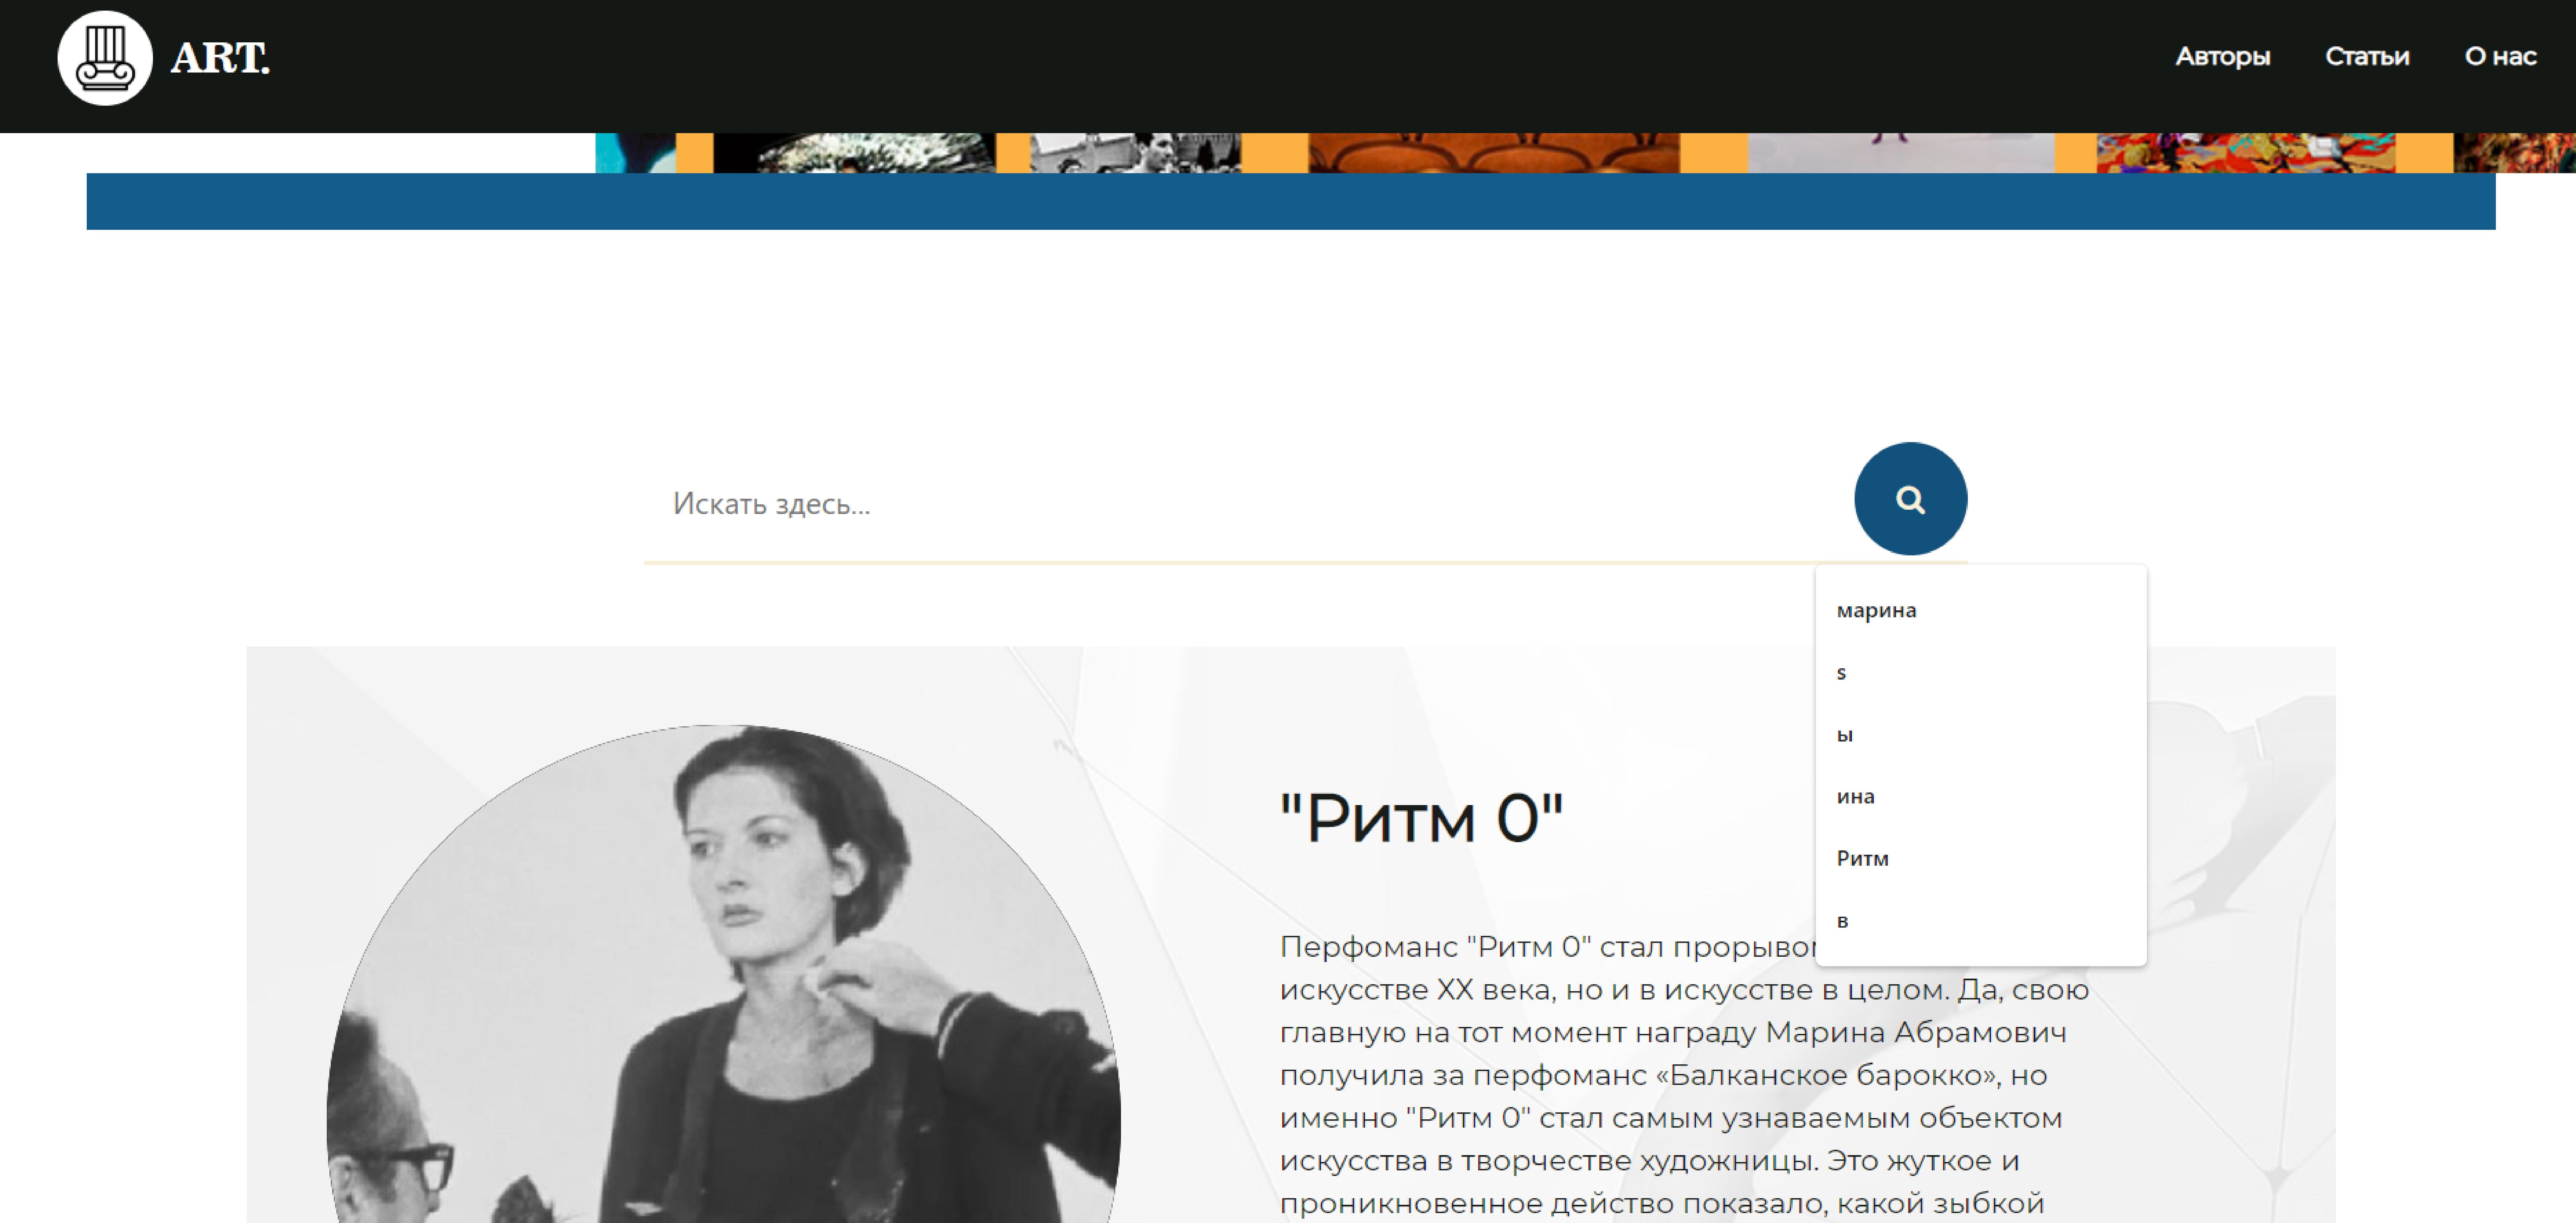 ART.
Авторы Статьи О нас
Искать здесь...
марина
s
ы
ина
Ритм
в
"Ритм 0"
Перфоманс "Ритм 0" стал
искусстве XX века, но и в искусстве в целом. Да, свою
главную на тот момент награду Марина Абрамович
получила за перфоманс «Балканское барокко», но
именно "Ритм 0" стал самым узнаваемым объектом
искусства в творчестве художницы. Это жуткое и
проникновенное действо показало, какой зыбкой